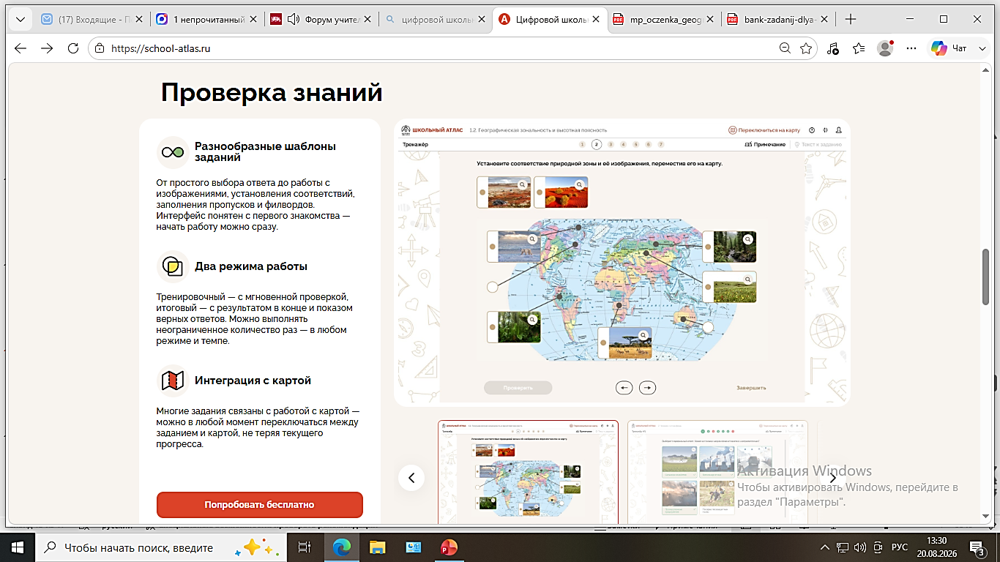 (17) Входящие - П
1 непрочитанный
Форум учите
цифровой школь
Цифровой школь
mp_oczenka_geog
bank-zadanij-dlya-
https://school-atlas.ru
Чат
Проверка знаний
Разнообразные шаблоны
заданий
От простого выбора ответа до работы с
изображениями, установления соответствий,
заполнения пропусков и филвордов.
Интерфейс понятен с первого знакомства —
начать работу можно сразу.
Два режима работы
Тренировочный — с мгновенной проверкой,
итоговый — с результатом в конце и показом
верных ответов. Можно выполнять
неограниченное количество раз — в любом
режиме и темпе.
Интеграция с картой
Многие задания связаны с работой с картой —
можно в любой момент переключаться между
заданием и картой, не теряя текущего
прогресса.
Попробовать бесплатно
ШКОЛЬНЫЙ АТЛАС 1.2. Географическая зональность и высотная поясность
Переключиться на карту
Тренажёр
1 2 3 4 5 6 7
Примечание
Текст к заданию
Установите соответствие природной зоны и её изображения, переместив его на карту.
Проверить
Завершить
Активация Windows
Чтобы активировать Windows, перейдите в
раздел "Параметры".
Чтобы начать поиск, введите
РУС
13:30
20.08.2026
3